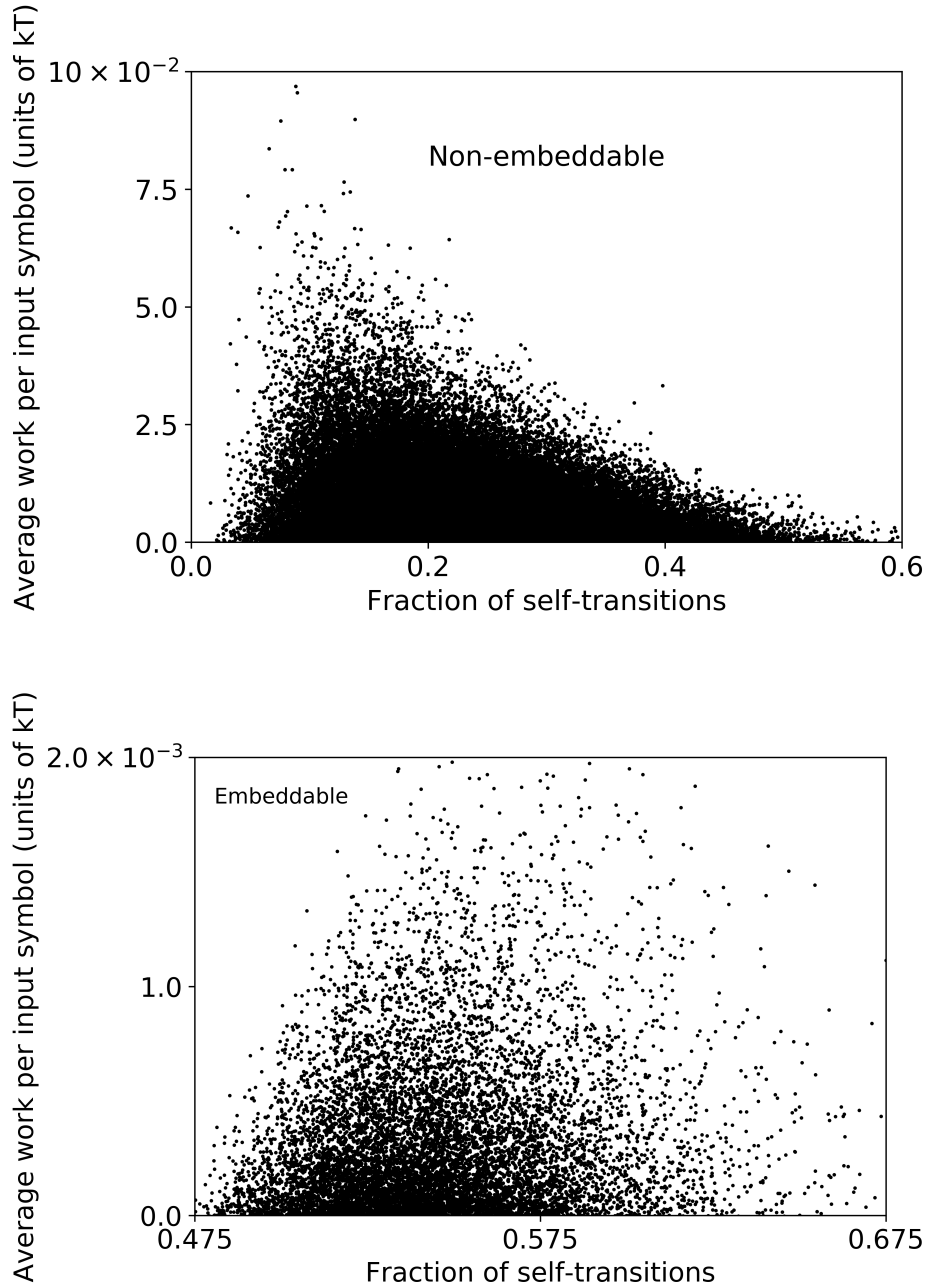 Average work per input symbol (units of kT)
10 × 10⁻²
7.5
5.0
2.5
0.0
Non-embeddable
0.0 0.2 0.4 0.6
Fraction of self-transitions
Average work per input symbol (units of kT)
2.0 × 10⁻³
1.0
0.0
Embeddable
0.475 0.575 0.675
Fraction of self-transitions